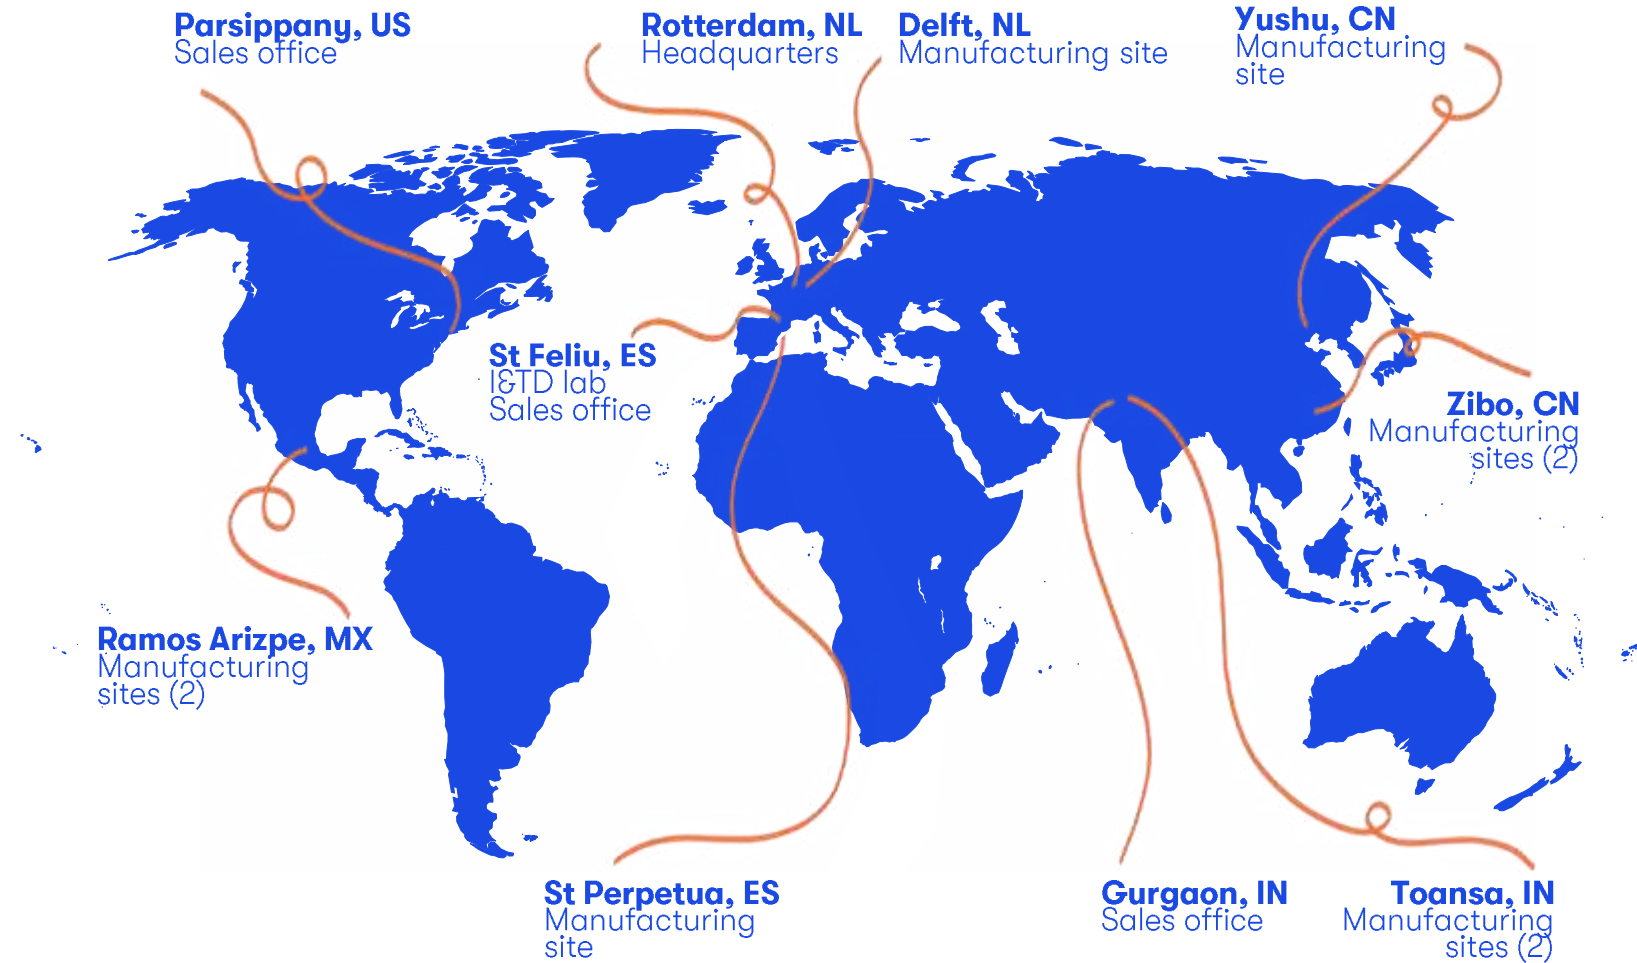 Parsippany, US
Sales office
Rotterdam, NL
Headquarters
Delft, NL
Manufacturing site
Yushu, CN
Manufacturing
site
St Feliu, ES
I&TD lab
Sales office
Zibo, CN
Manufacturing
sites (2)
Ramos Arizpe, MX
Manufacturing
sites (2)
St Perpetua, ES
Manufacturing
site
Gurgaon, IN
Sales office
Toansa, IN
Manufacturing
sites (2)